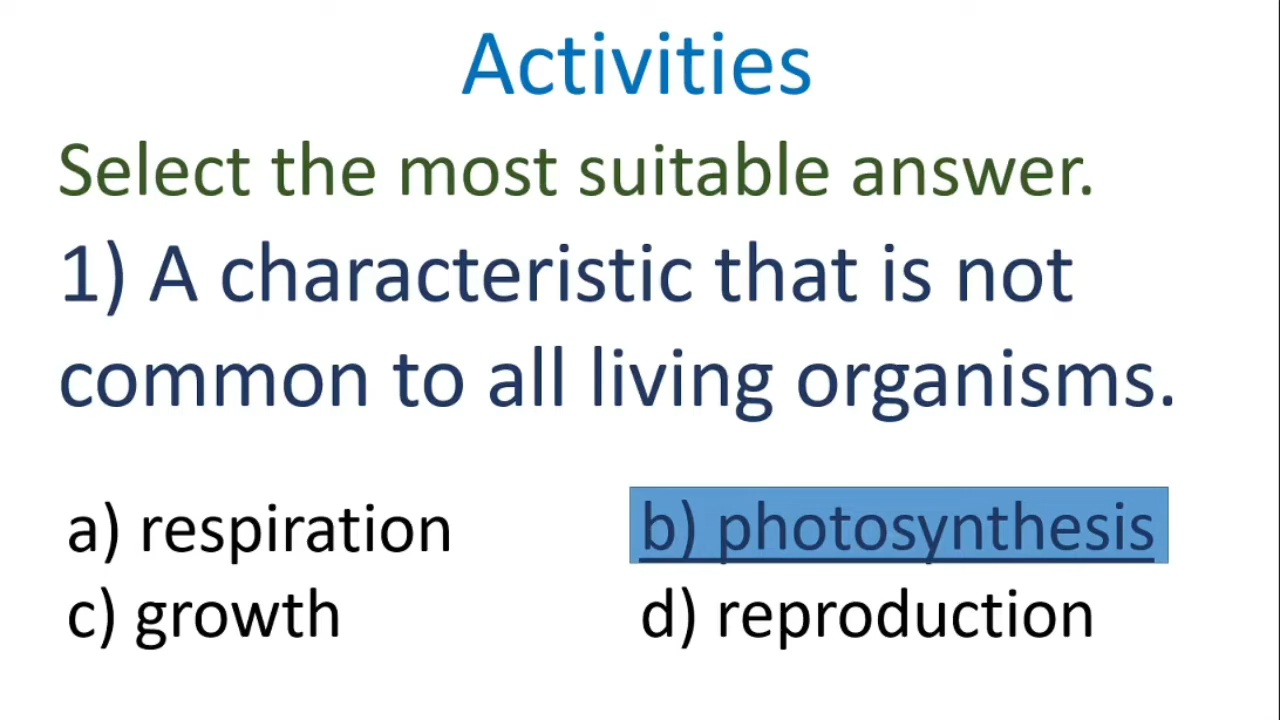 Activities
Select the most suitable answer.
1) A characteristic that is not
common to all living organisms.
a) respiration b) photosynthesis
c) growth d) reproduction